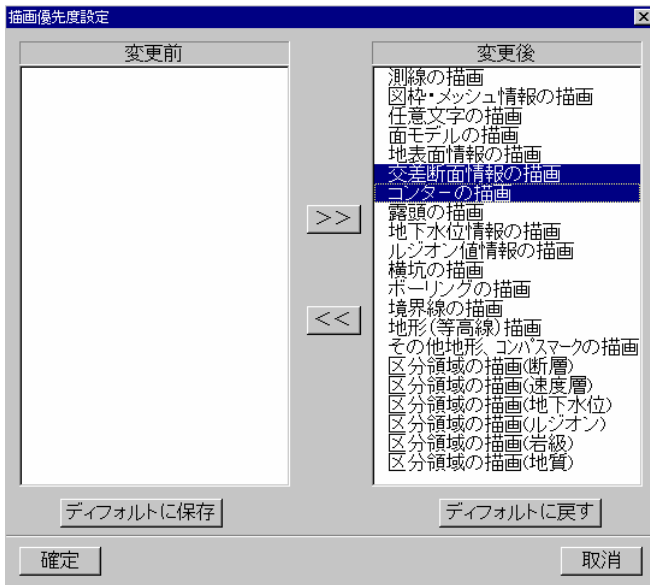 描画優先度設定
変更前
変更後
測線の描画
図枠・メッシュ情報の描画
任意文字の描画
面モデルの描画
地表面情報の描画
交差断面情報の描画
コンターの描画
露頭の描画
地下水位情報の描画
ルジオン値情報の描画
横坑の描画
ボーリングの描画
境界線の描画
地形(等高線)描画
その他地形、コンパスマークの描画
区分領域の描画(断層)
区分領域の描画(速度層)
区分領域の描画(地下水位)
区分領域の描画(ルジオン)
区分領域の描画(岩級)
区分領域の描画(地質)
>>
<<
ディフォルトに保存
ディフォルトに戻す
確定
取消